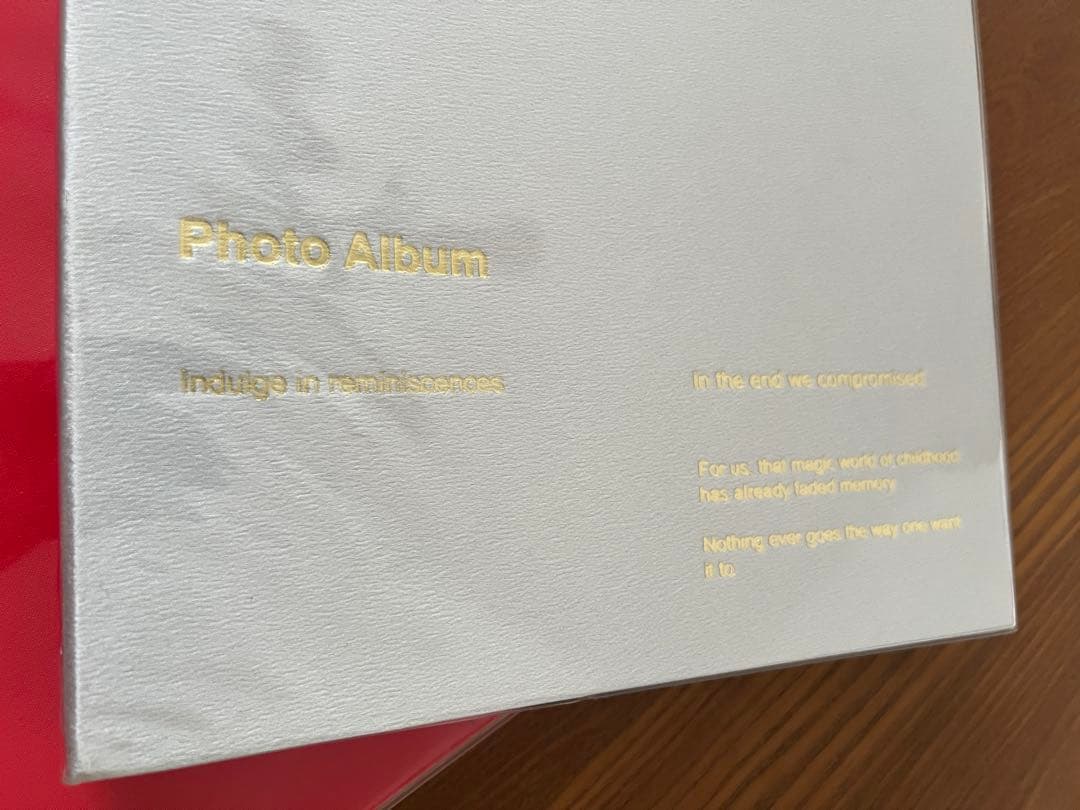 Photo Album
Indulge in reminiscences
In the end we compromised
For us, that magic world of childhood
has already faded memory
Nothing ever goes the way one want
it to.